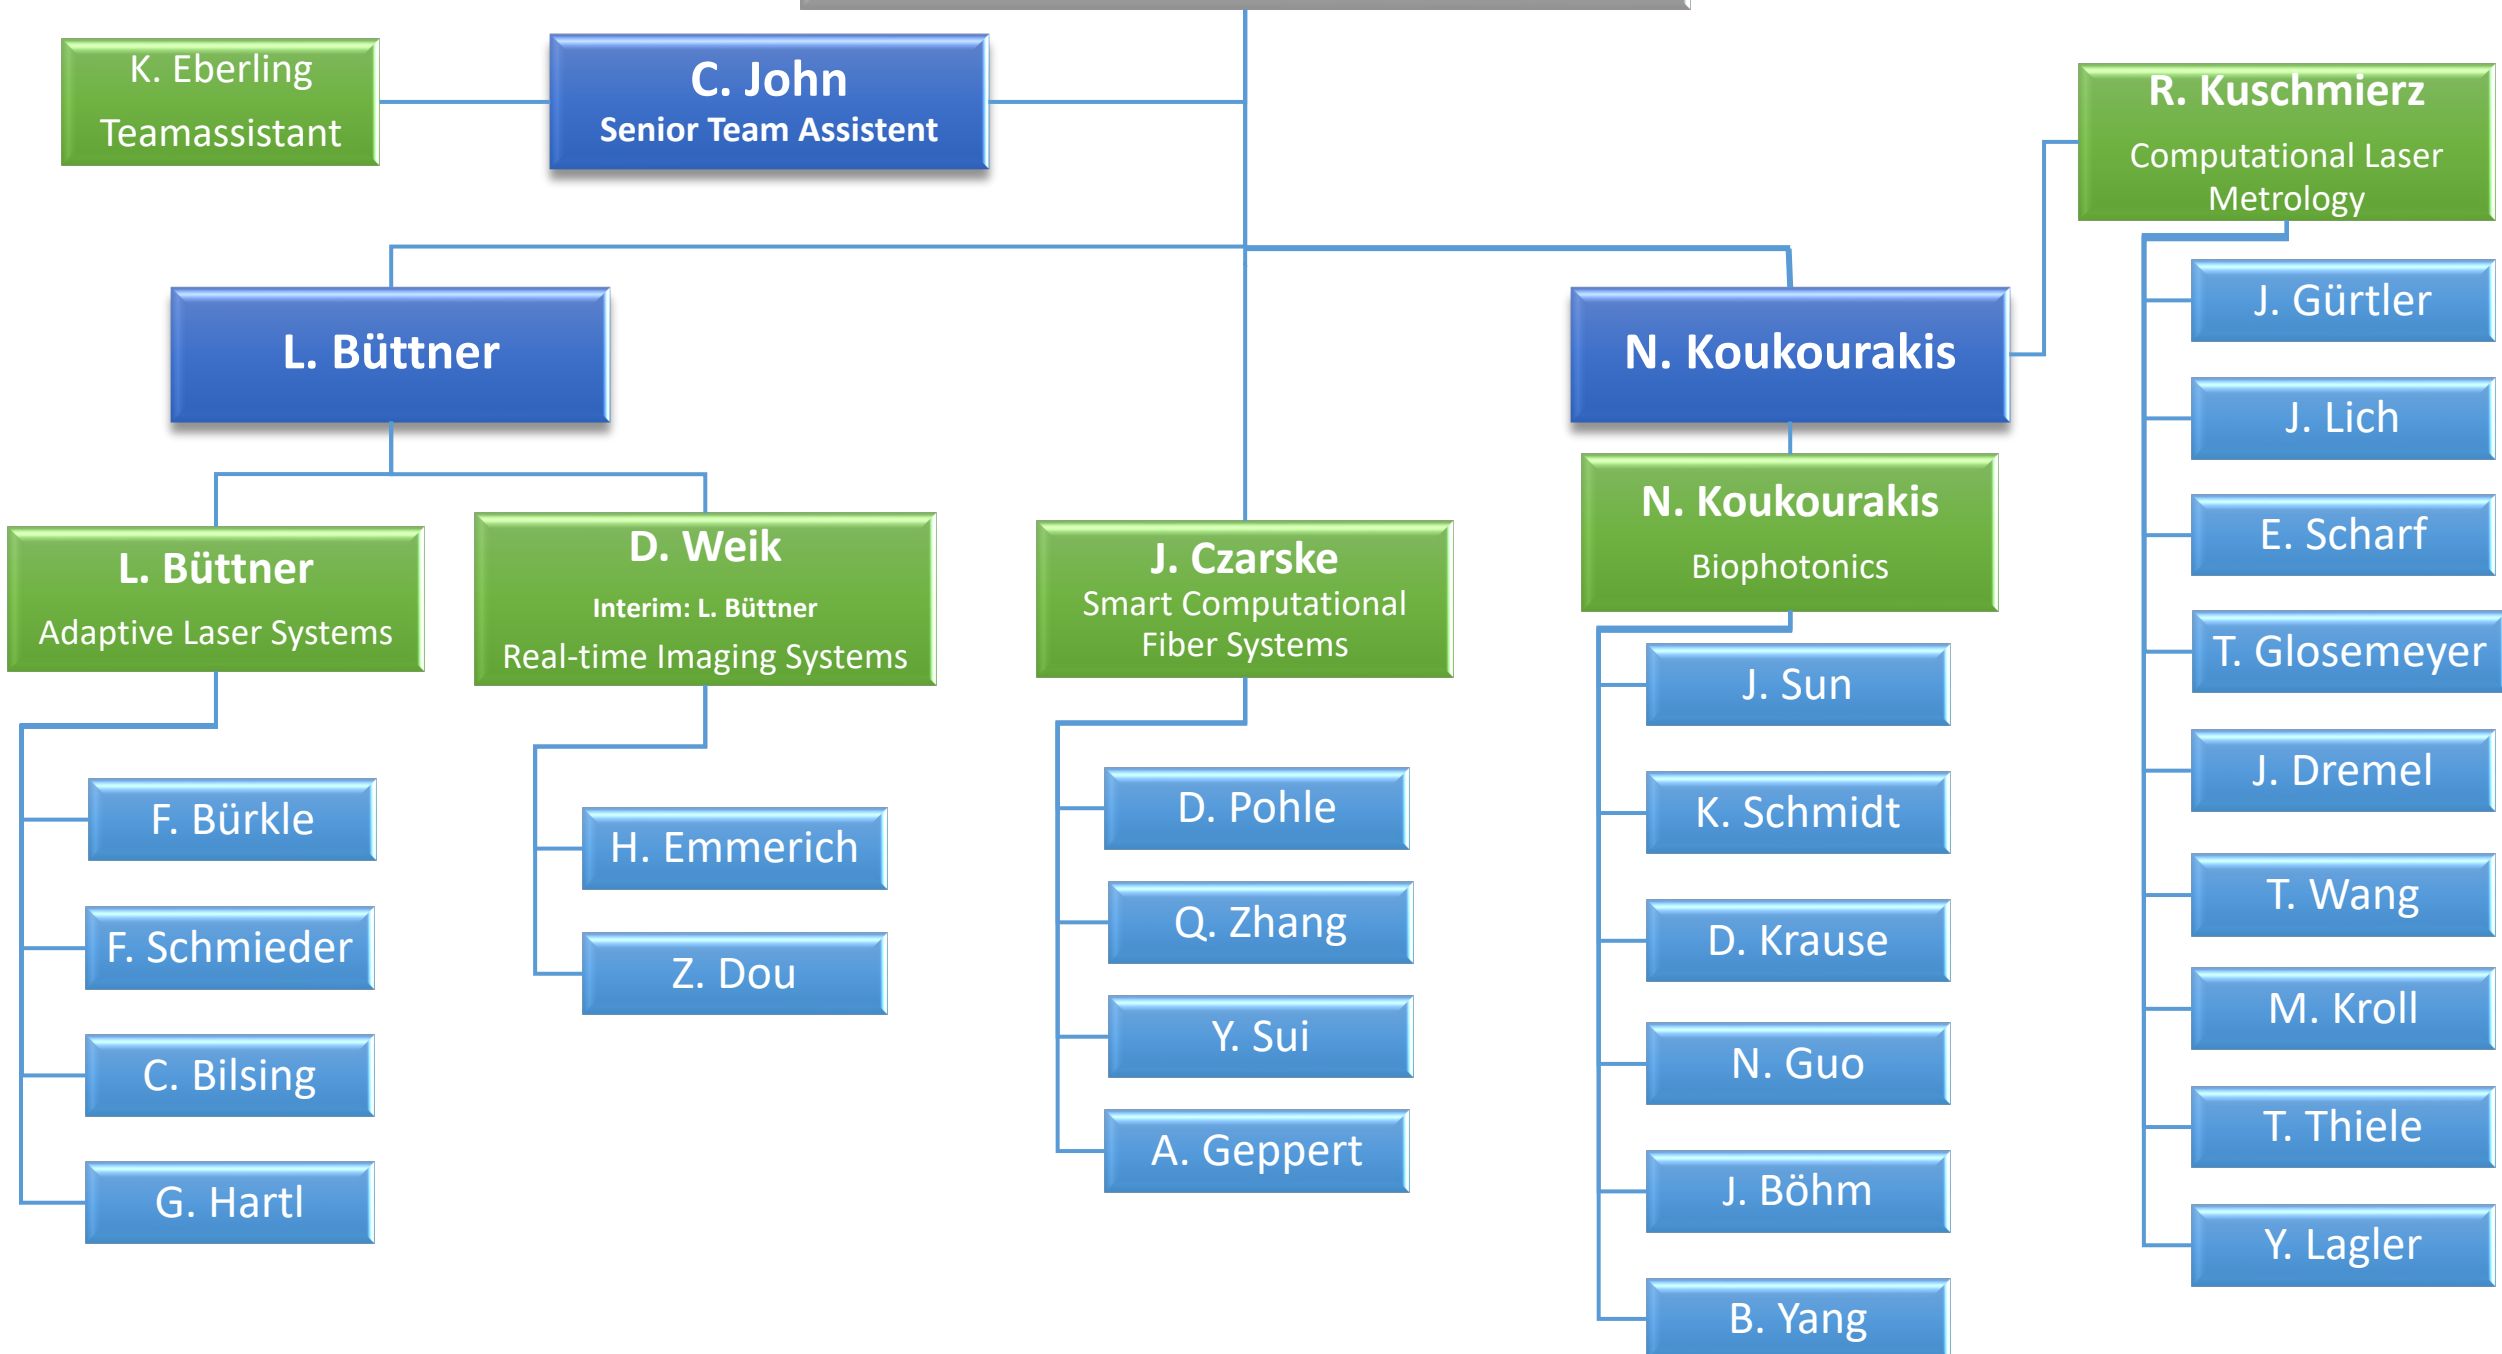 K. Eberling
Teamassistant
C. John
Senior Team Assistent
R. Kuschmierz
Computational Laser
Metrology
L. Büttner
N. Koukourakis
L. Büttner
Adaptive Laser Systems
F. Bürkle
F. Schmieder
C. Bilsing
G. Hartl
D. Weik
Interim: L. Büttner
Real-time Imaging Systems
H. Emmerich
Z. Dou
J. Czarske
Smart Computational
Fiber Systems
D. Pohle
Q. Zhang
Y. Sui
A. Geppert
N. Koukourakis
Biophotonics
J. Sun
K. Schmidt
D. Krause
N. Guo
J. Böhm
B. Yang
J. Gürtler
J. Lich
E. Scharf
T. Glosemeyer
J. Dremel
T. Wang
M. Kroll
T. Thiele
Y. Lagler